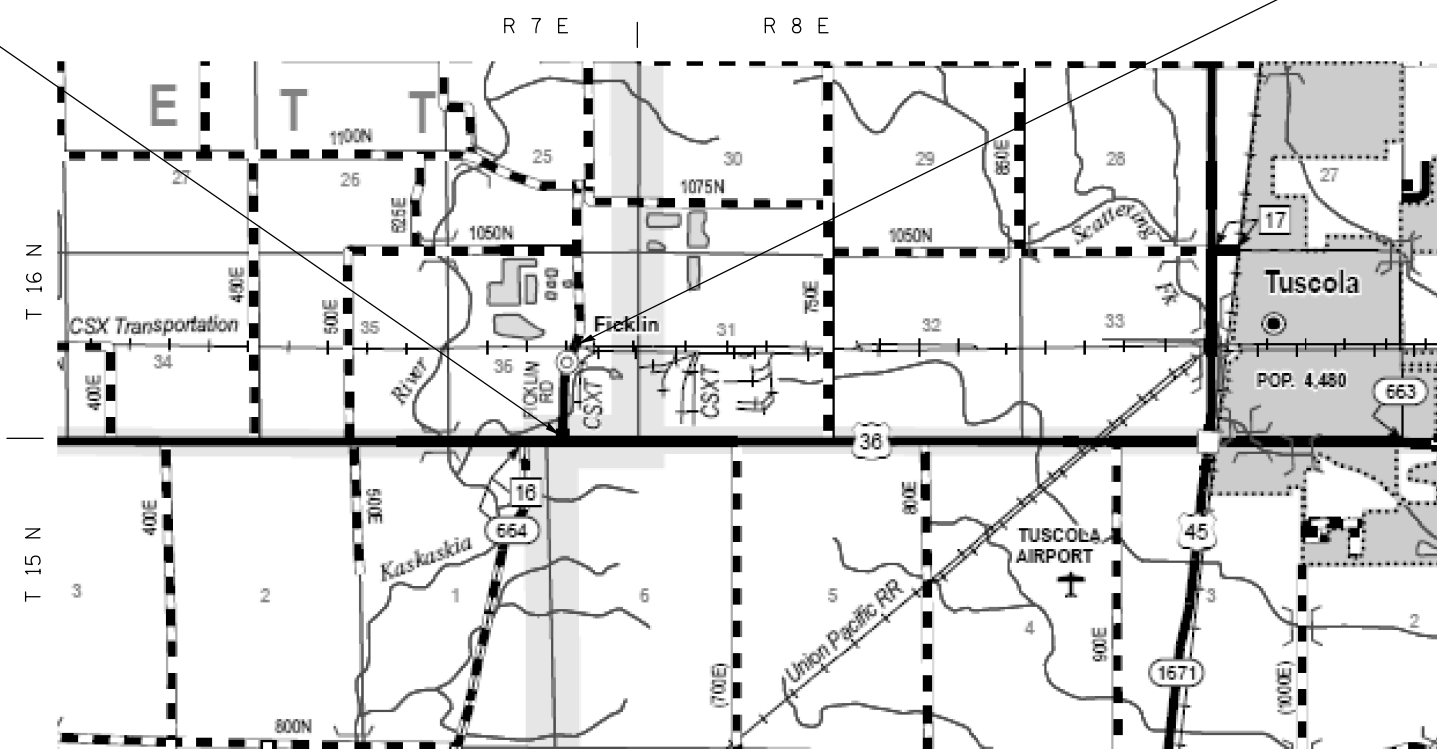 R 7 E
R 8 E
E T T
1100N
25
30
29
28
27
27
26
850E
1075N
825E
1050N
1050N
Scattering
17
T 16 N
450E
500E
750E
Fk
Tuscola
CSX Transportation
35
Ficklin
31
32
33
34
36
400E
River
RD
CSXT
CSXT
POP. 4,480
663
36
400E
500E
16
800E
664
45
TUSCOLA
AIRPORT
Kaskaskia
T 15 N
3
2
1
6
5
Union Pacific RR
4
3
2
900E
(700E)
1671
(1000E)
800N